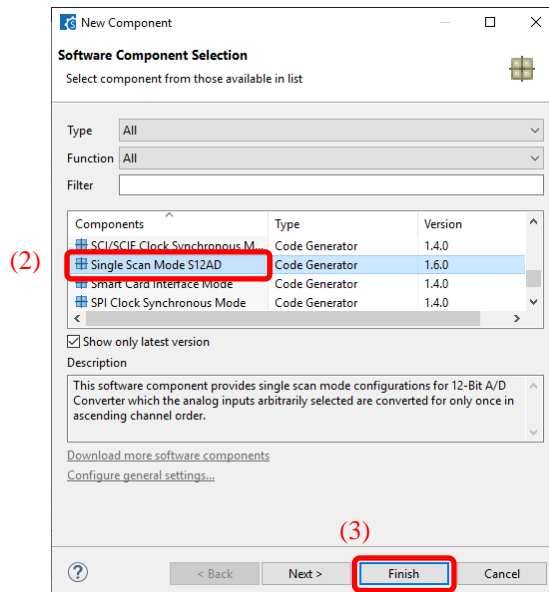 New Component
Software Component Selection
Select component from those available in list
Type All
Function All
Filter
Components Type Version
SCI/SCIF Clock Synchronous M... Code Generator 1.4.0
(2) Single Scan Mode S12AD Code Generator 1.6.0
Smart Card Interface Mode Code Generator 1.4.0
SPI Clock Synchronous Mode Code Generator 1.4.0
Show only latest version
Description
This software component provides single scan mode configurations for 12-Bit A/D
Converter which the analog inputs arbitrarily selected are converted for only once in
ascending channel order.
Download more software components
Configure general settings...
(3)
< Back Next > Finish Cancel